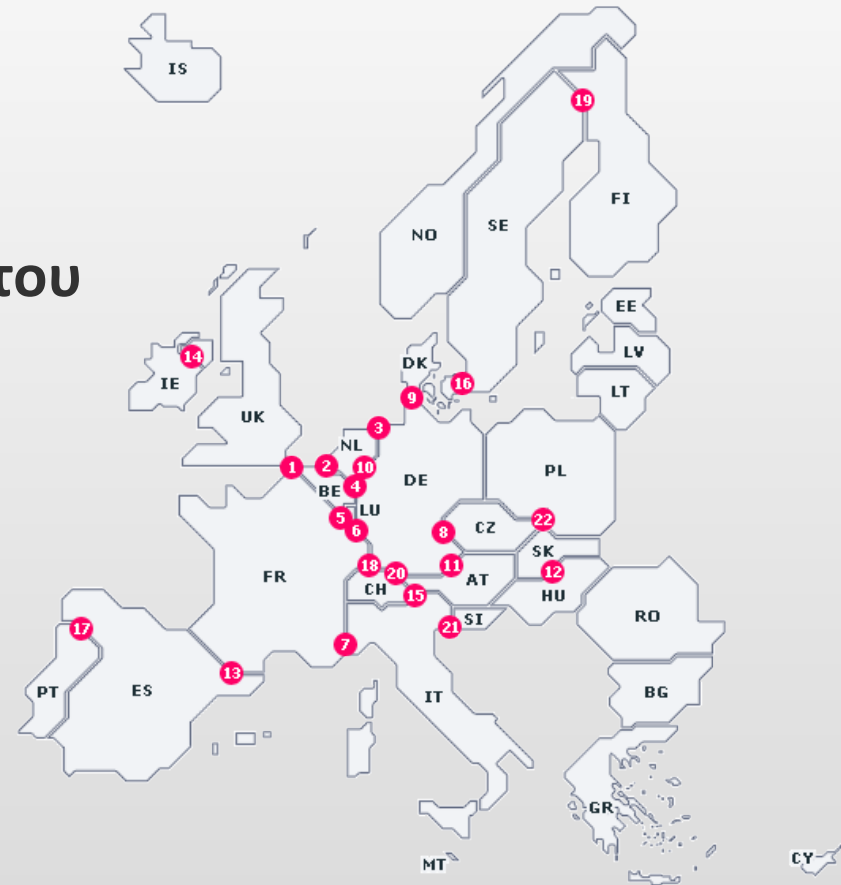 IS
19
FI
SE
NO
του
EE
14
LV
DK
16
IE
LT
9
UK
3
NL
1
2
10
PL
DE
4
BE
LU
5
22
6
8
CZ
SK
18
11
12
20
AT
FR
CH
15
HU
RO
SI
17
21
7
13
PT
ES
BG
IT
GR
MT
CY